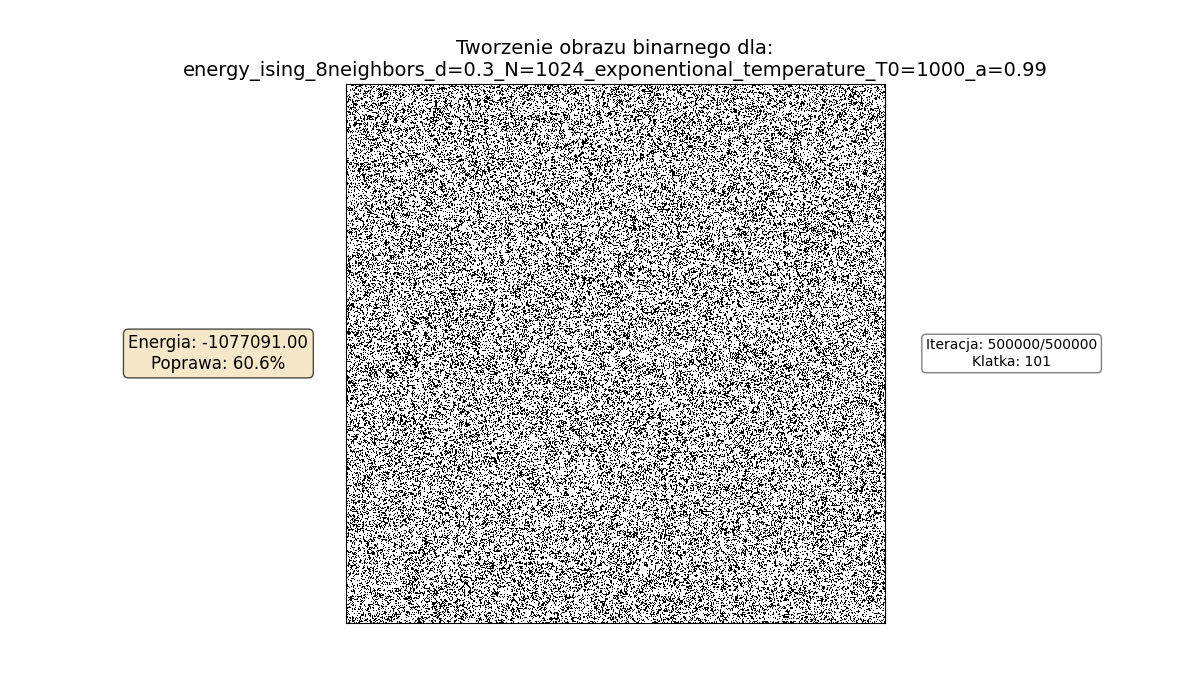 Tworzenie obrazu binarnego dla:
energy_ising_8neighbors_d=0.3_N=1024_exponentional_temperature_T0=1000_a=0.99
Energia: -1077091.00
Poprawa: 60.6%
Iteracja: 500000/500000
Klatka: 101